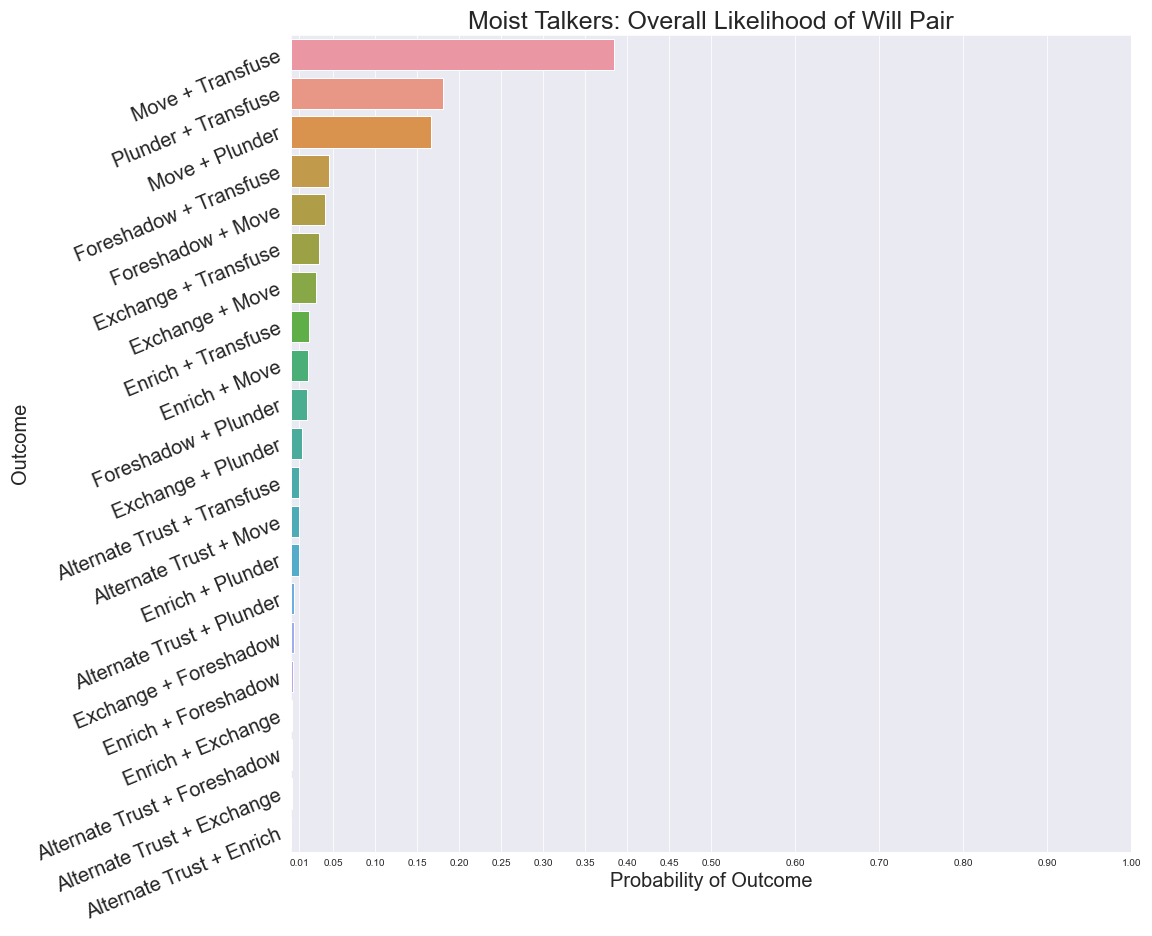 Moist Talkers: Overall Likelihood of Will Pair
Move + Transfuse
Plunder + Transfuse
Move + Plunder
Foreshadow + Transfuse
Foreshadow + Move
Exchange + Transfuse
Exchange + Move
Enrich + Transfuse
Enrich + Move
Foreshadow + Plunder
Exchange + Plunder
Alternate Trust + Transfuse
Alternate Trust + Move
Enrich + Plunder
Alternate Trust + Plunder
Exchange + Foreshadow
Enrich + Foreshadow
Enrich + Exchange
Alternate Trust + Foreshadow
Alternate Trust + Exchange
Alternate Trust + Enrich
Outcome
0.01 0.05 0.10 0.15 0.20 0.25 0.30 0.35 0.40 0.45 0.50 0.60 0.70 0.80 0.90 1.00
Probability of Outcome